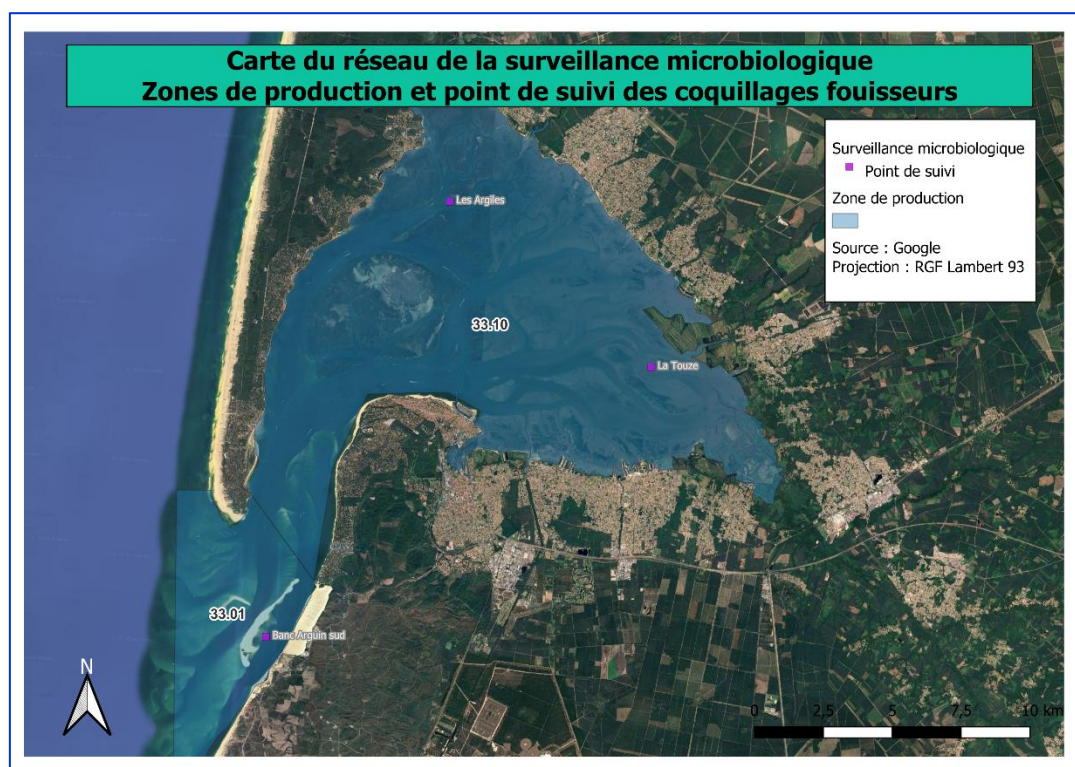 Carte du réseau de la surveillance microbiologique
Zones de production et point de suivi des coquillages fouisseurs
Surveillance microbiologique
Point de suivi
Zone de production
Source : Google
Projection : RGF Lambert 93
Les Argiles
33.10
La Touze
33.01
Banc Arguin sud
N
0 2,5 5 7,5 10 km